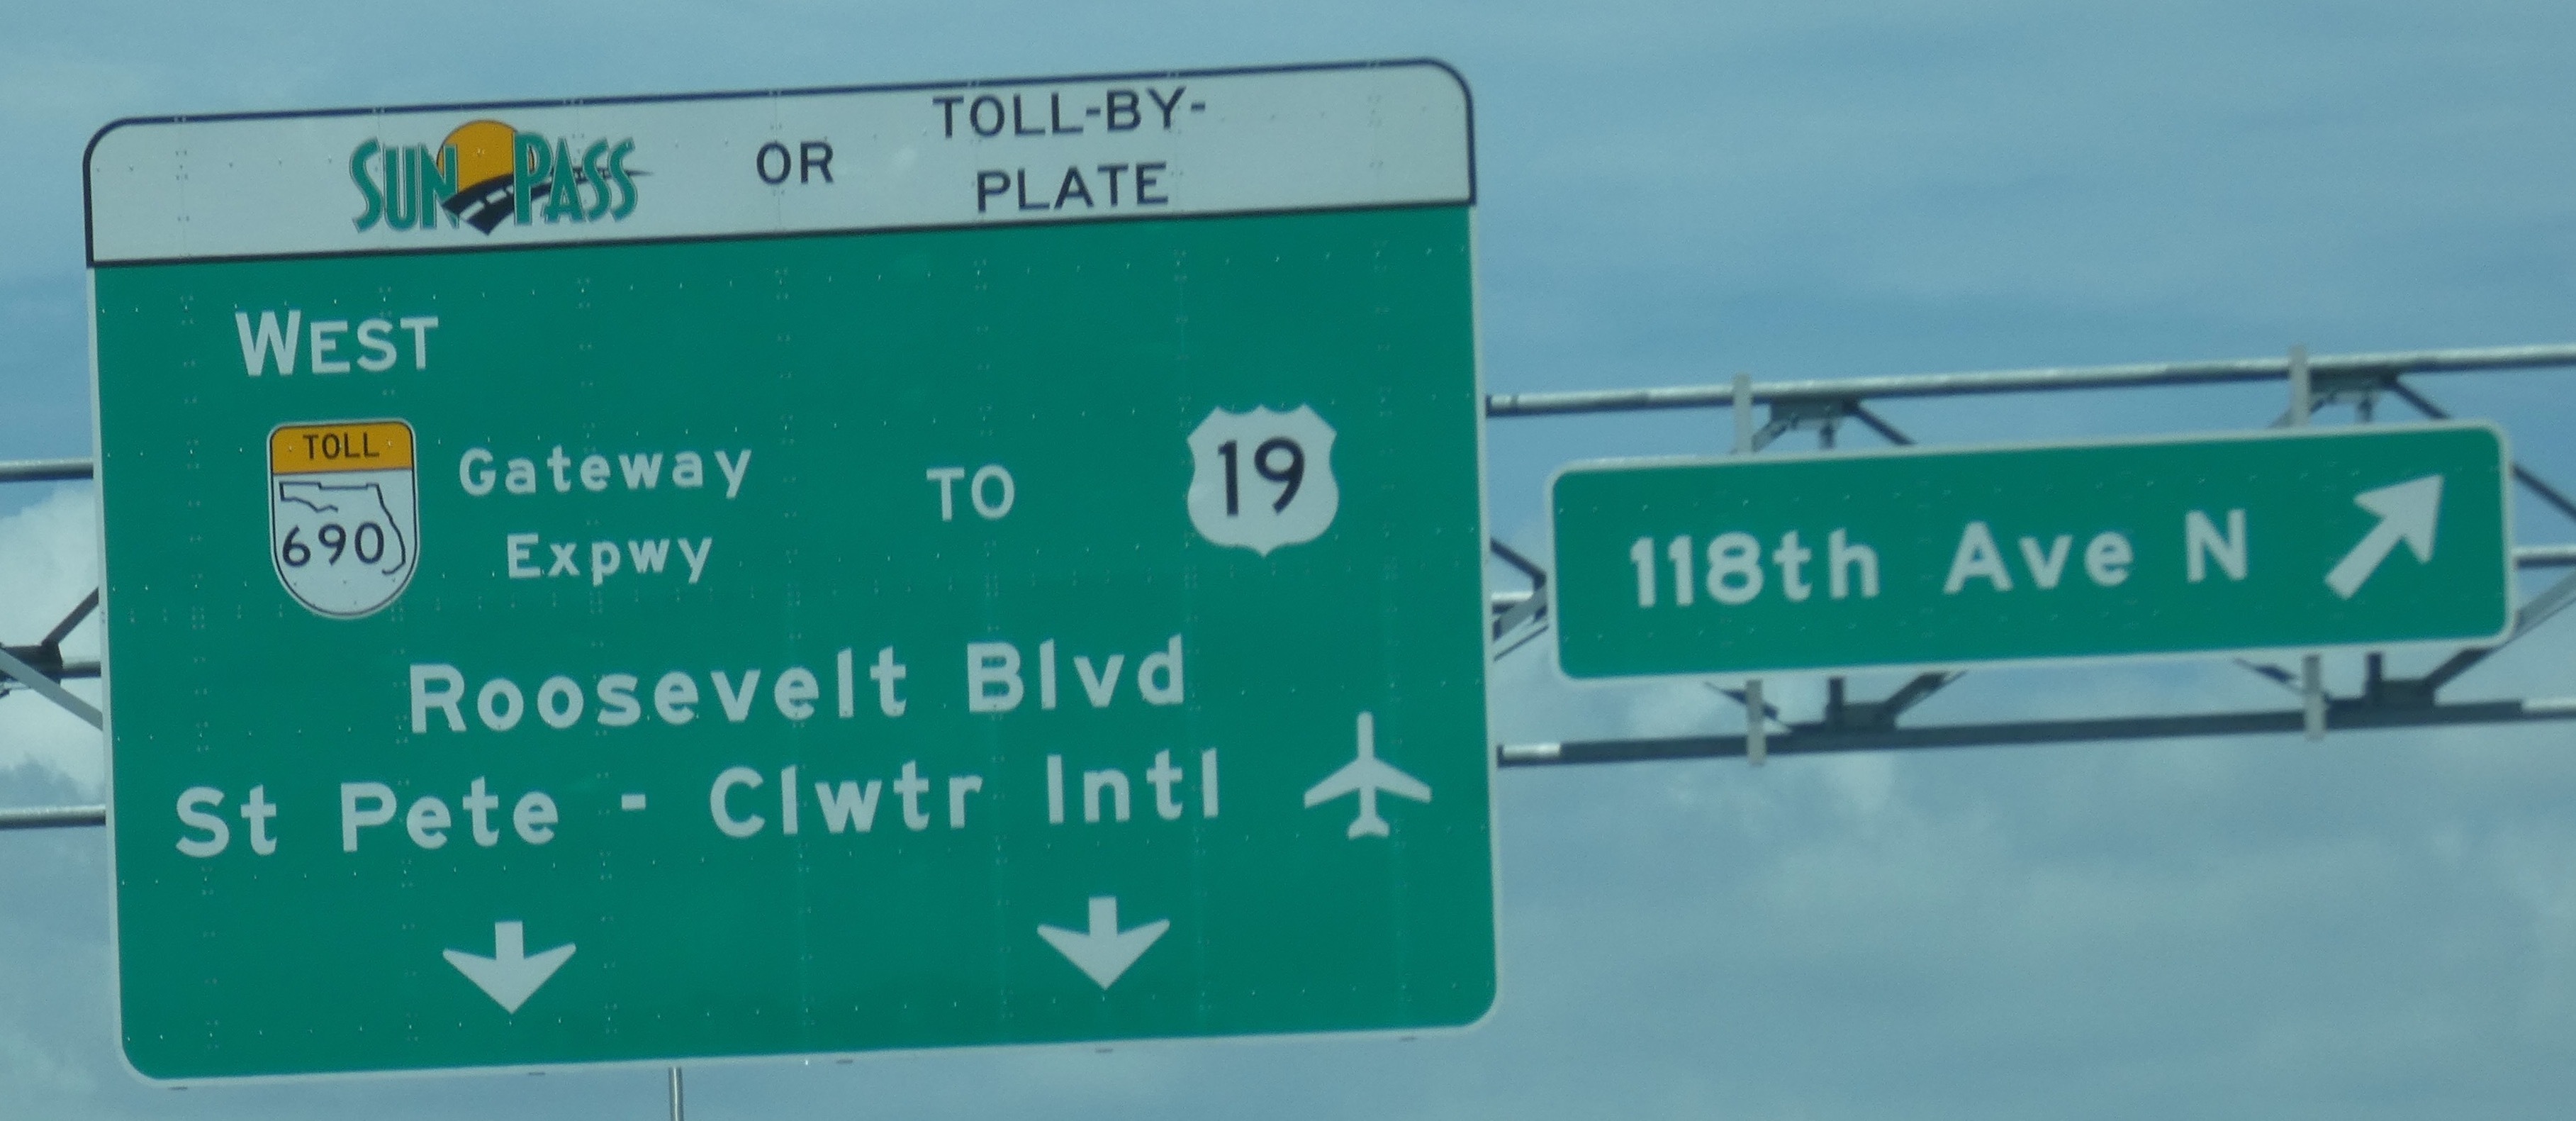 SUNPASS OR TOLL-BY-
PLATE
WEST
TOLL
690
Gateway
Expwy
TO
19
Roosevelt Blvd
St Pete - Clwtr Intl
118th Ave N